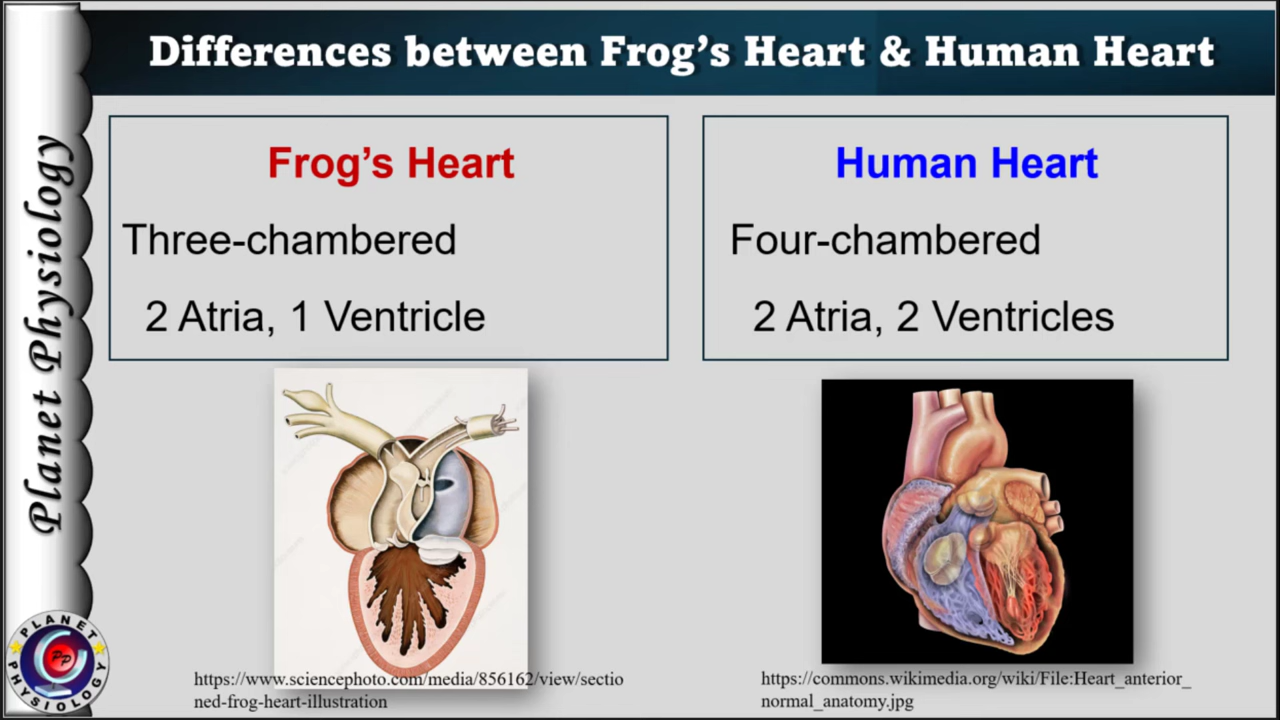 Differences between Frog's Heart & Human Heart
Planet Physiology
Frog's Heart
Three-chambered
2 Atria, 1 Ventricle
Human Heart
Four-chambered
2 Atria, 2 Ventricles
https://www.sciencephoto.com/media/856162/view/sectio
ned-frog-heart-illustration
https://commons.wikimedia.org/wiki/File:Heart_anterior_
normal_anatomy.jpg
PLANET
PHYSIOLOGY
PP